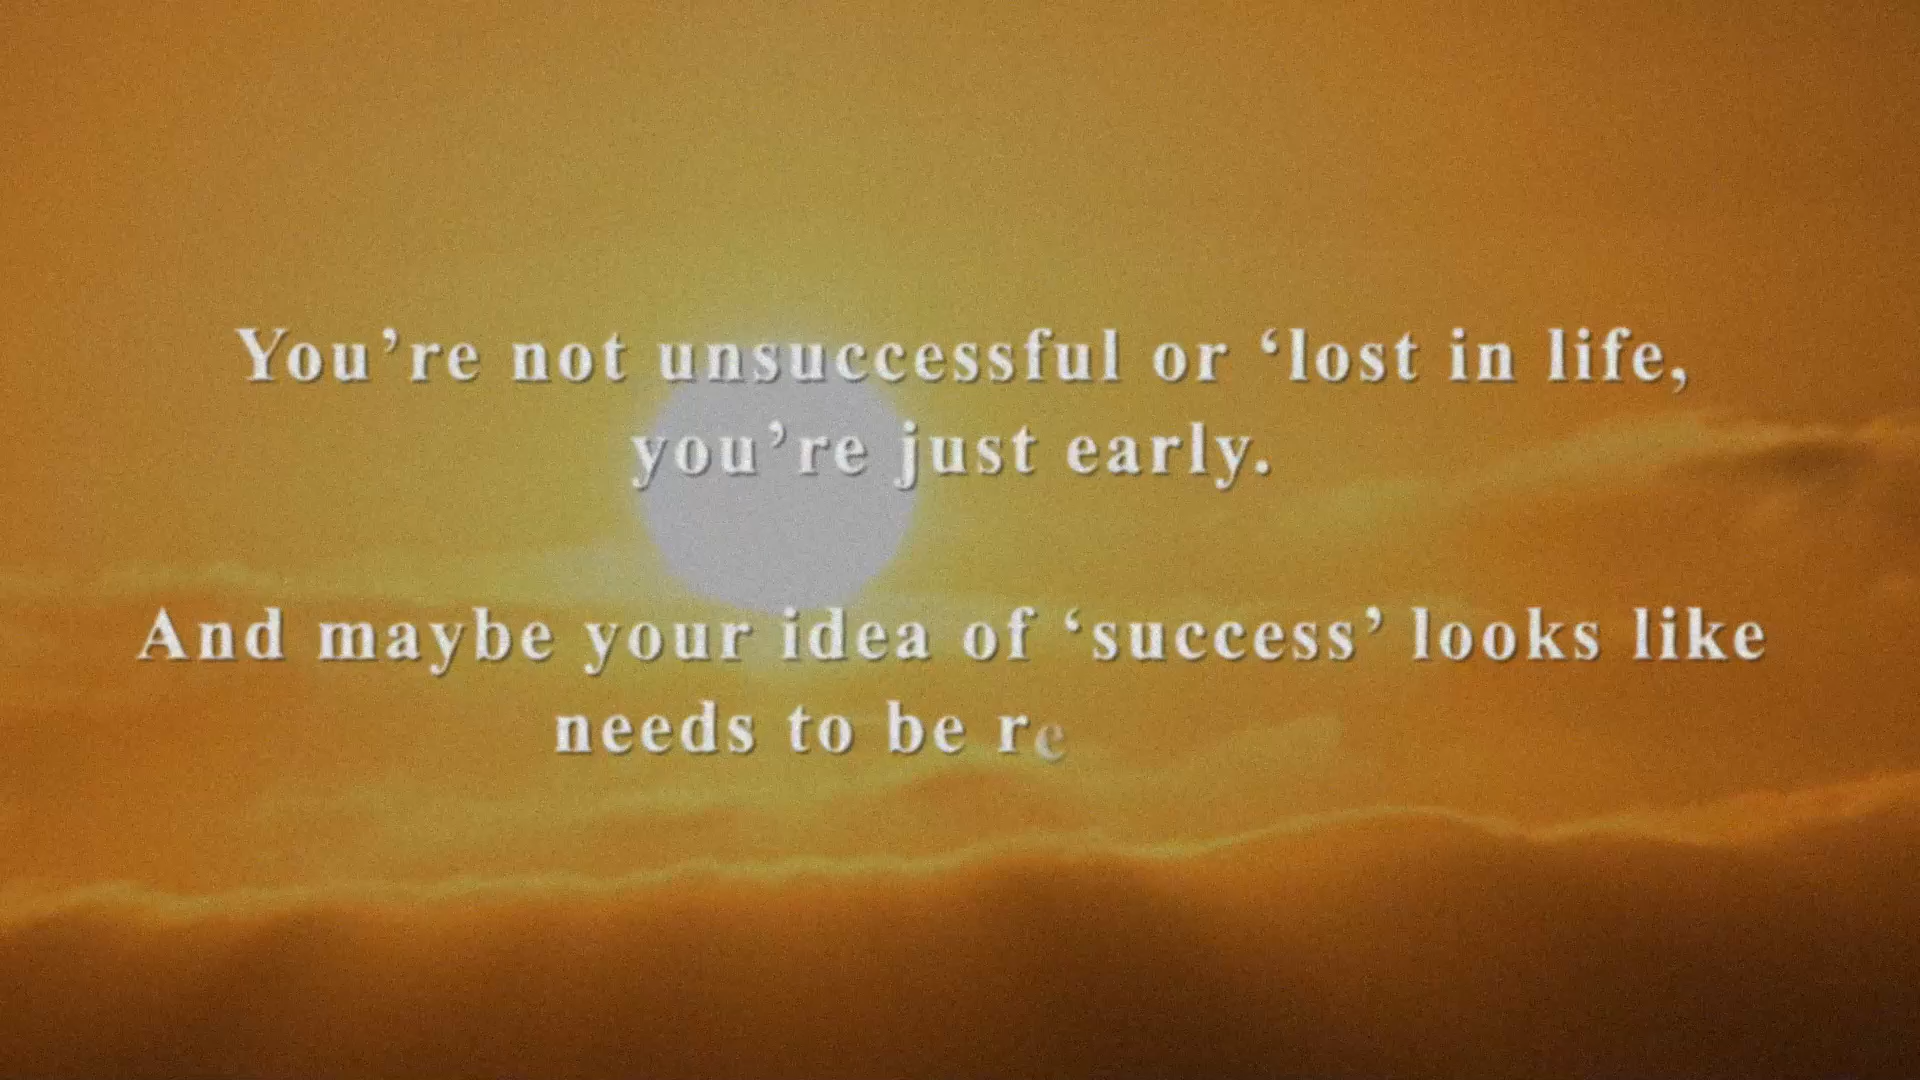 You’re not unsuccessful or ‘lost in life,
you’re just early.
And maybe your idea of ‘success’ looks like
needs to be re